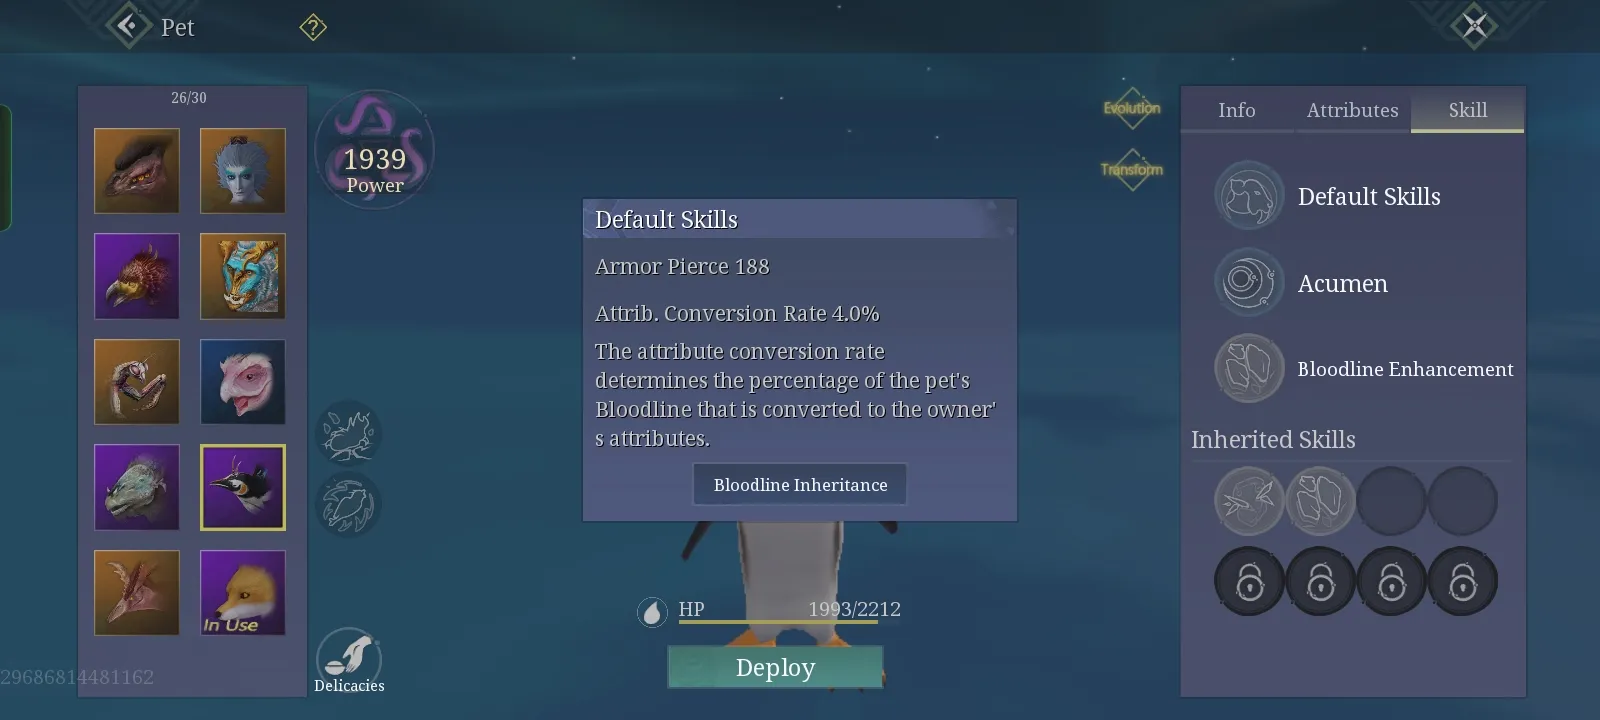 Pet
?
26/30
1939
Power
In Use
29686814481162
Delicacies
Evolution
Transform
Default Skills
Armor Pierce 188
Attrib. Conversion Rate 4.0%
The attribute conversion rate
determines the percentage of the pet's
Bloodline that is converted to the owner'
s attributes.
Bloodline Inheritance
HP
1993/2212
Deploy
Info
Attributes
Skill
Default Skills
Acumen
Bloodline Enhancement
Inherited Skills